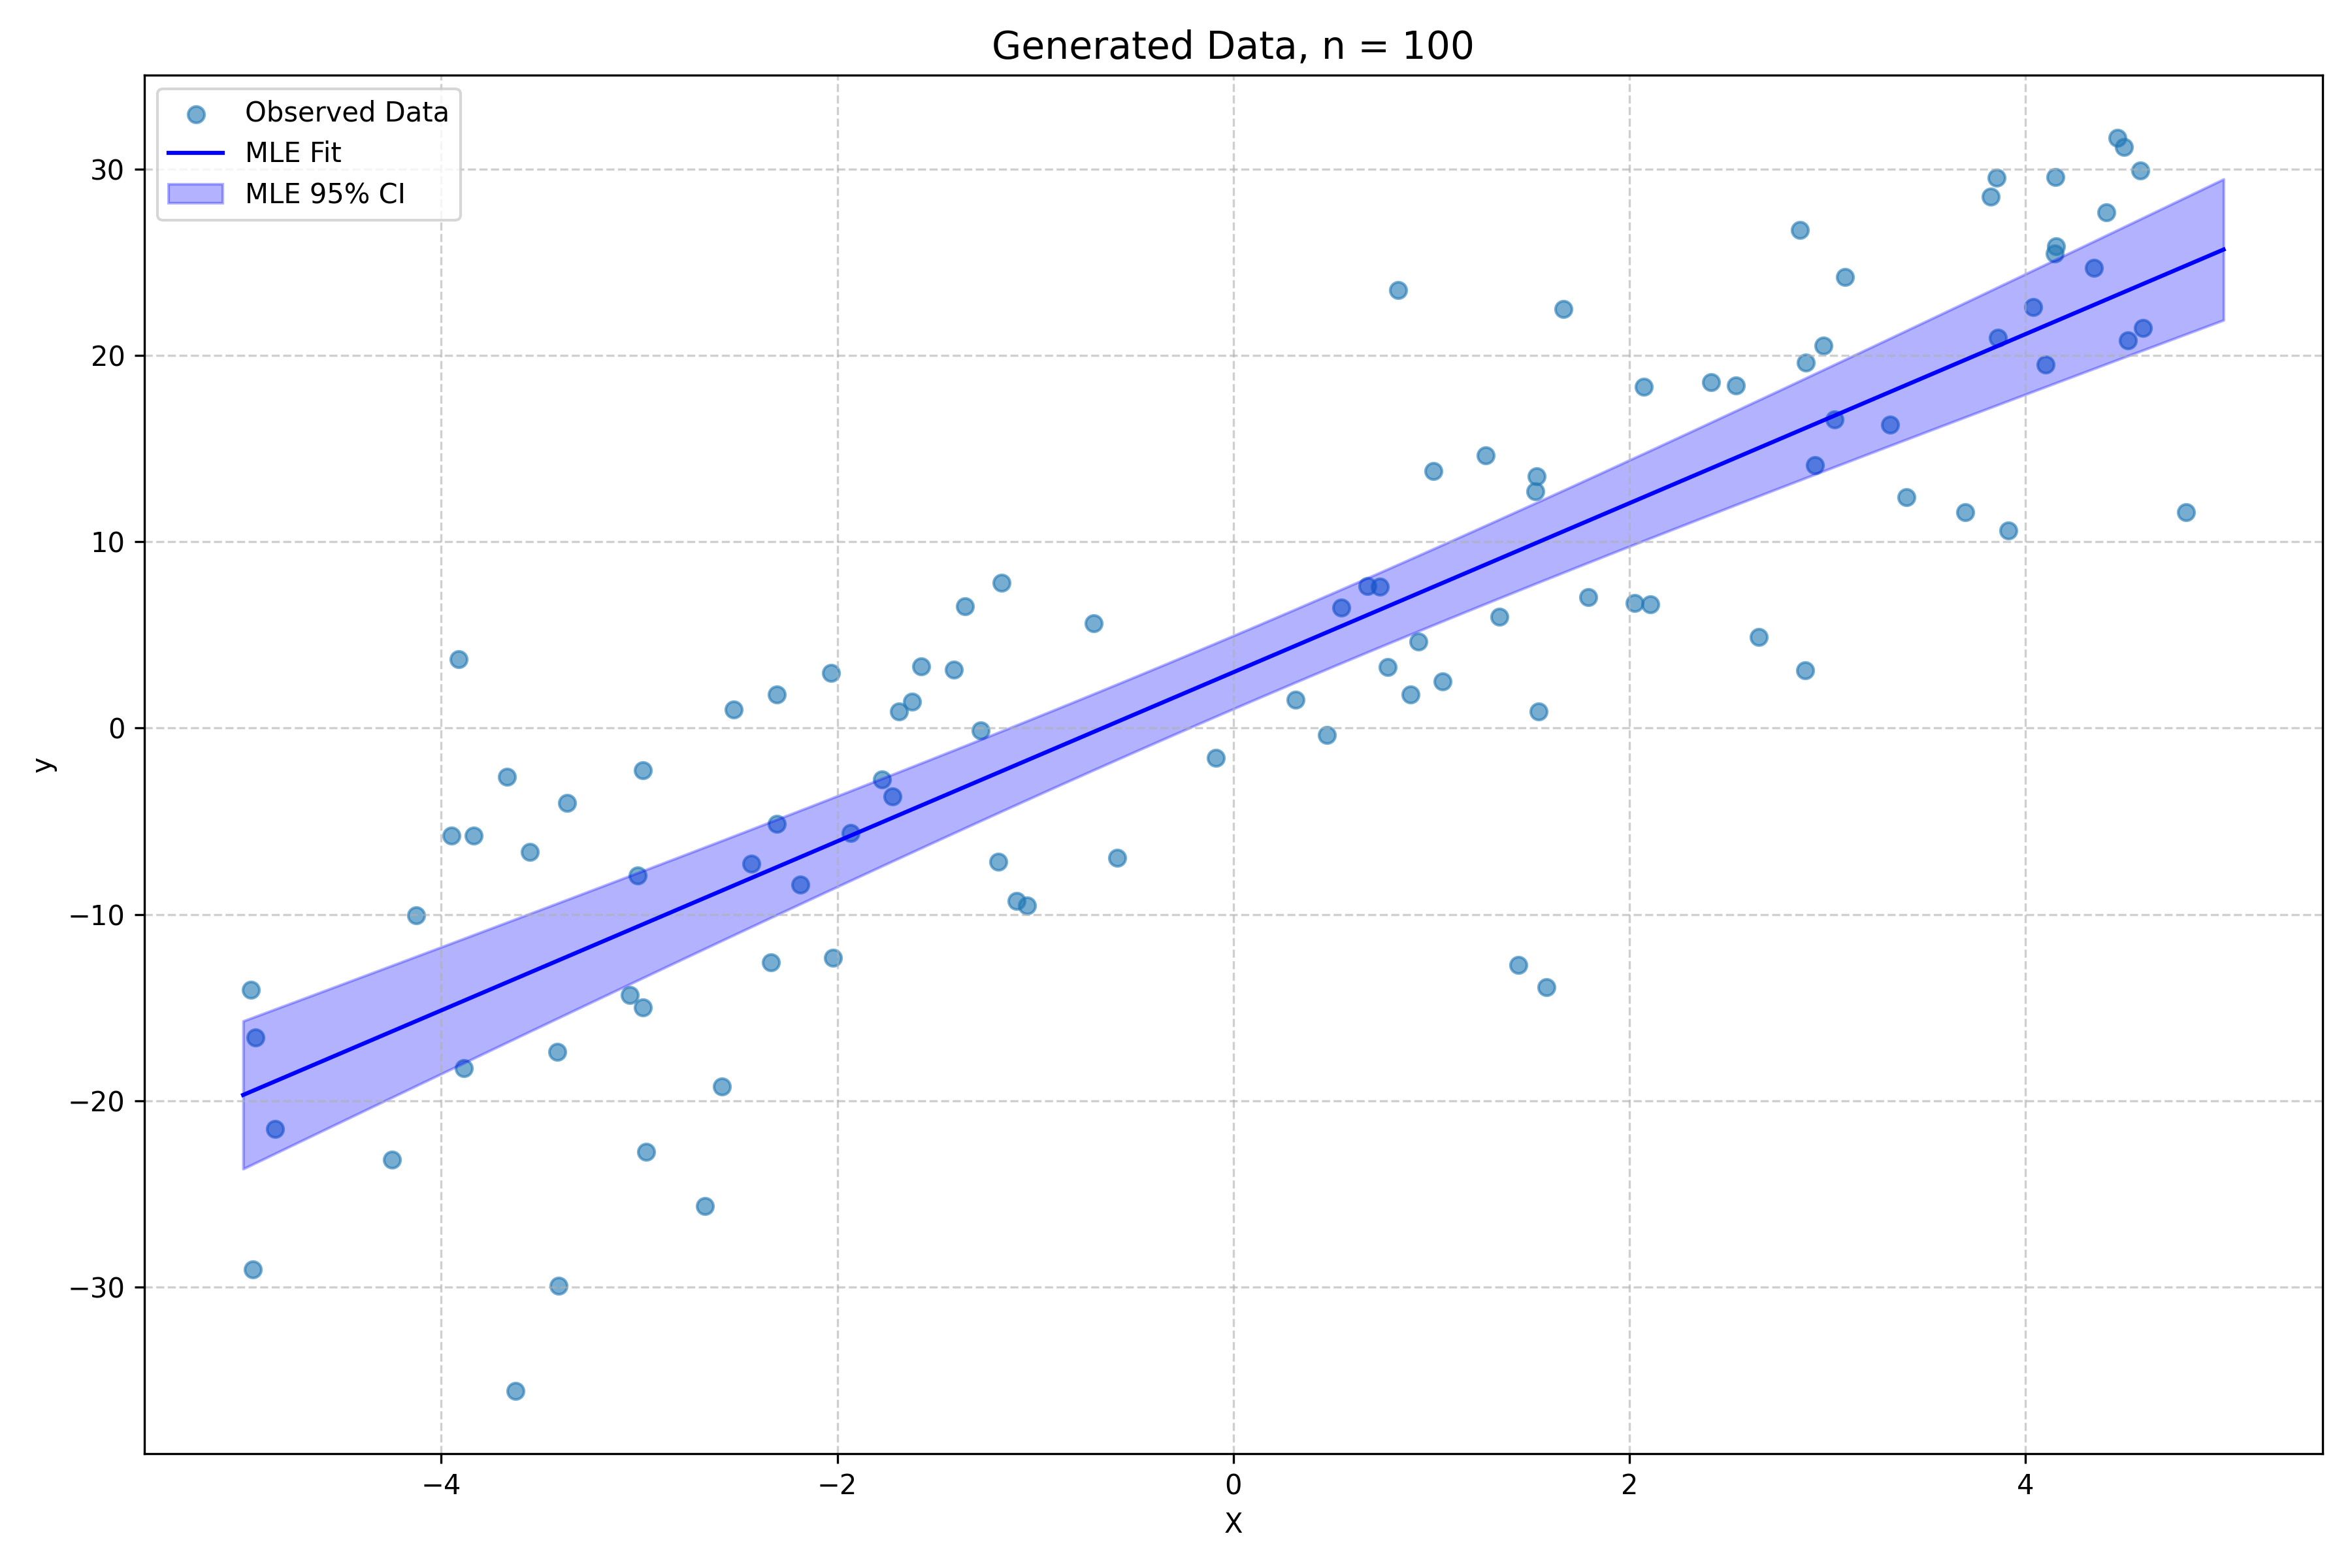 Generated Data, n = 100
Observed Data
MLE Fit
MLE 95% CI
30
20
10
0
−10
−20
−30
y
−4
−2
0
2
4
X